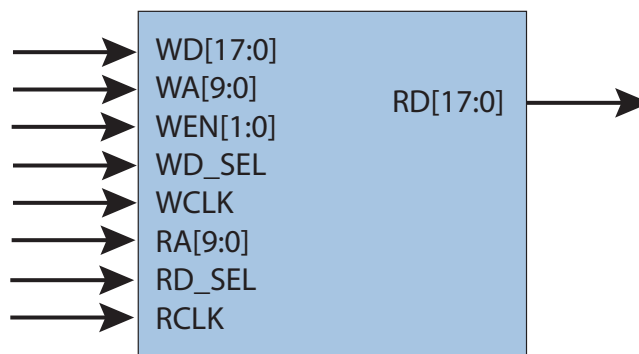 WD[17:0]
WA[9:0]
RD[17:0]
WEN[1:0]
WD_SEL
WCLK
RA[9:0]
RD_SEL
RCLK